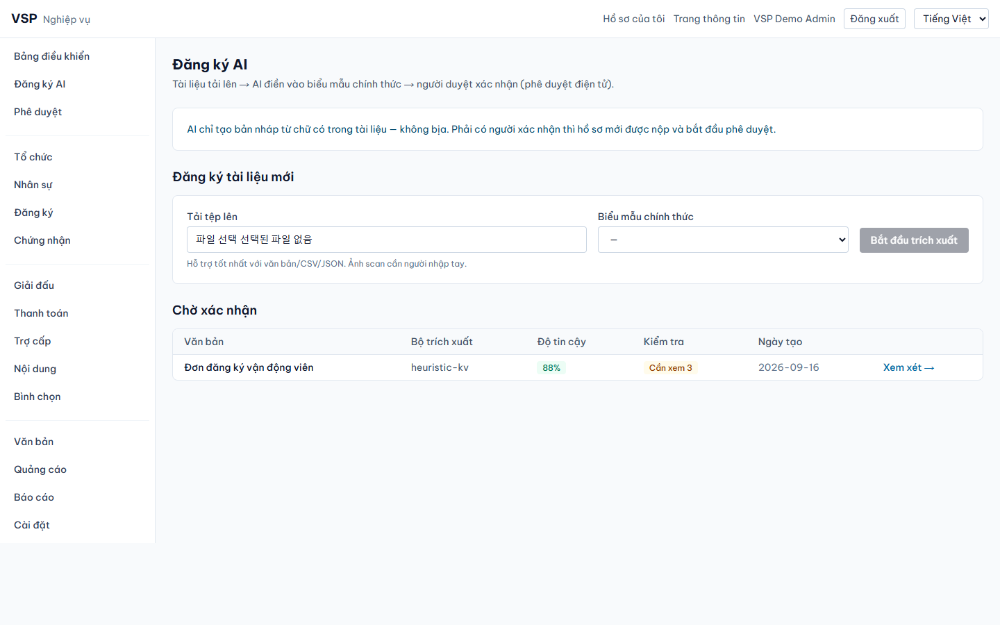 VSP Nghiệp vụ
Hồ sơ của tôi Trang thông tin VSP Demo Admin Đăng xuất Tiếng Việt
Bảng điều khiển
Đăng ký AI
Phê duyệt
Tổ chức
Nhân sự
Đăng ký
Chứng nhận
Giải đấu
Thanh toán
Trợ cấp
Nội dung
Bình chọn
Văn bản
Quảng cáo
Báo cáo
Cài đặt
Đăng ký AI
Tài liệu tải lên → AI điền vào biểu mẫu chính thức → người duyệt xác nhận (phê duyệt điện tử).
AI chỉ tạo bản nháp từ chữ có trong tài liệu — không bịa. Phải có người xác nhận thì hồ sơ mới được nộp và bắt đầu phê duyệt.
Đăng ký tài liệu mới
Tải tệp lên Biểu mẫu chính thức
파일 선택 선택된 파일 없음 — Bắt đầu trích xuất
Hỗ trợ tốt nhất với văn bản/CSV/JSON. Ảnh scan cần người nhập tay.
Chờ xác nhận
Văn bản Bộ trích xuất Độ tin cậy Kiểm tra Ngày tạo
Đơn đăng ký vận động viên heuristic-kv 88% Cần xem 3 2026-09-16 Xem xét →